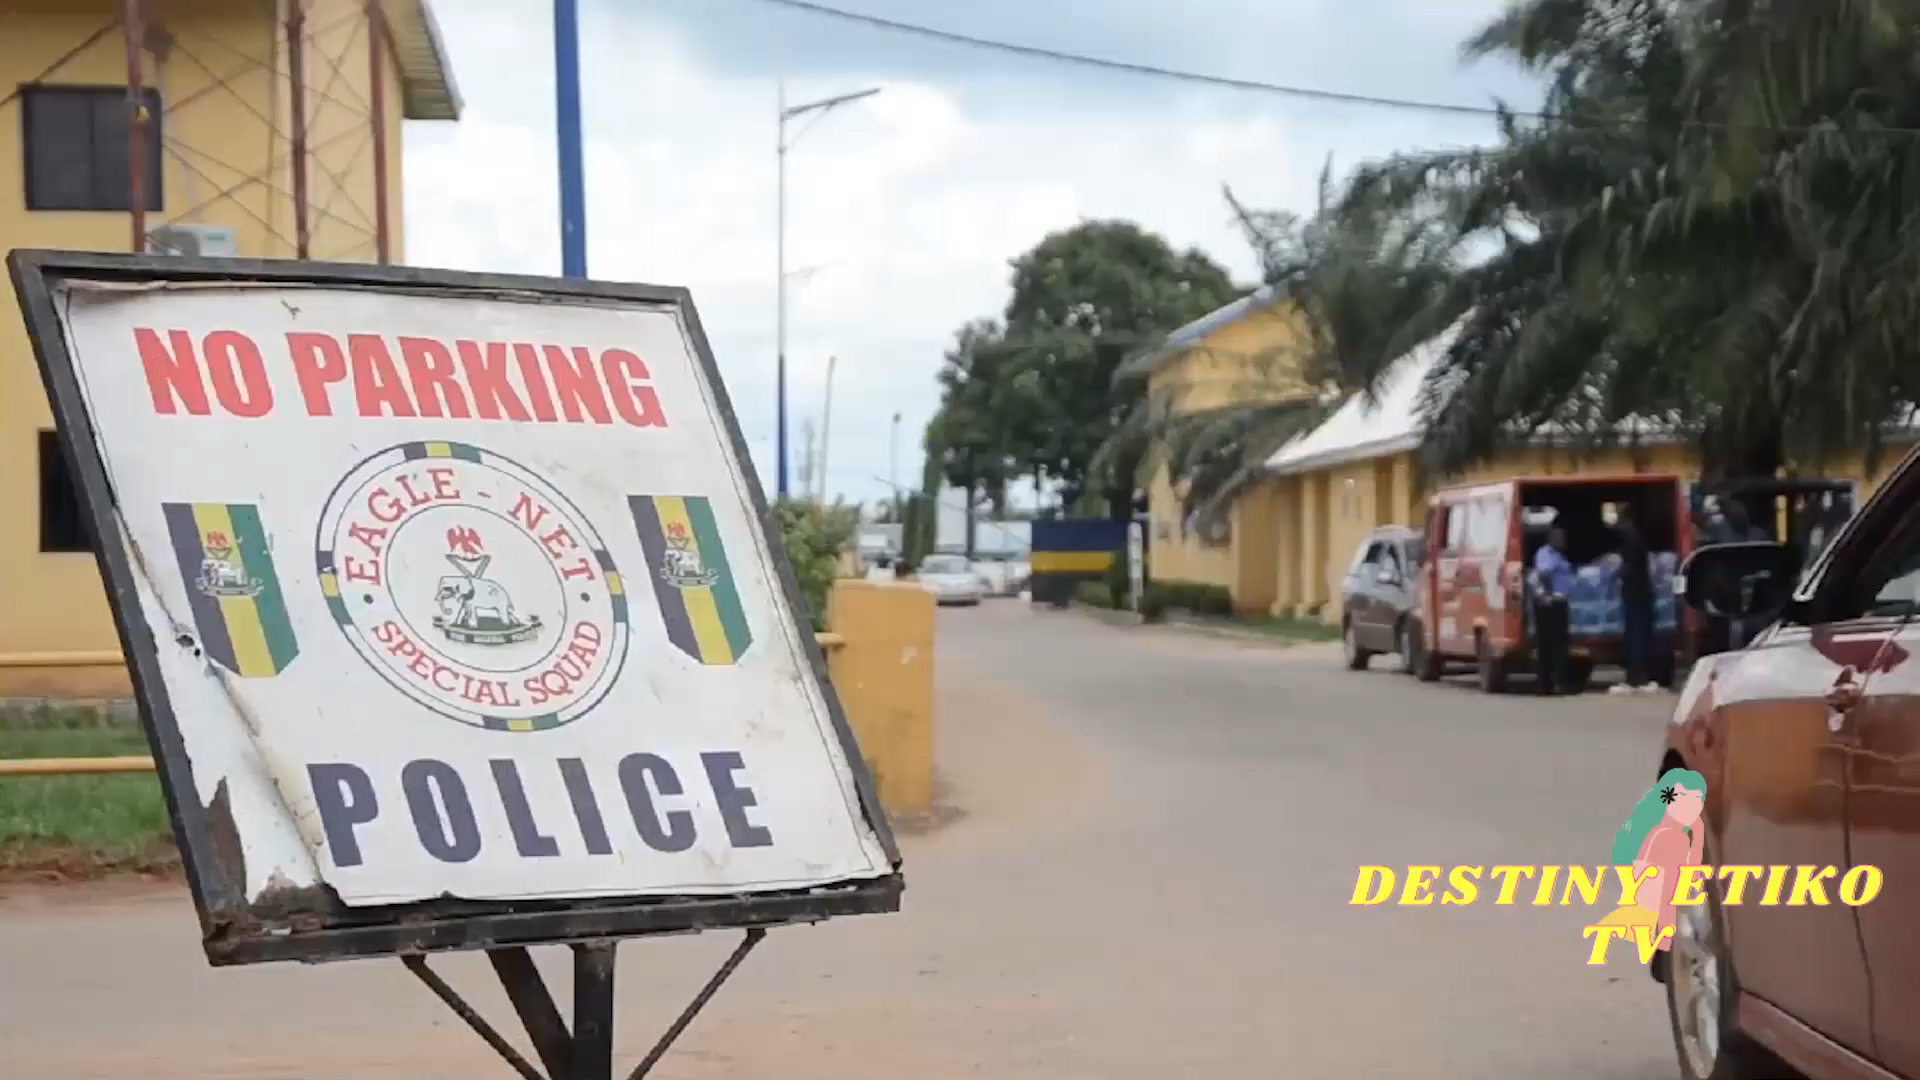 NO PARKING
EAGLE-NET
SPECIAL SQUAD
POLICE
DESTINY ETIKO
TV